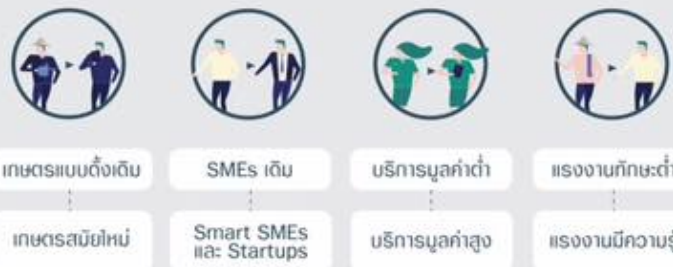 เกษตรแบบดั้งเดิม
SMEs เดิม
บริการมูลค่าต่ำ
แรงงานทักษะต่ำ
เกษตรสมัยใหม่
Smart SMEs
และ Startups
บริการมูลค่าสูง
แรงงานมีความรู้